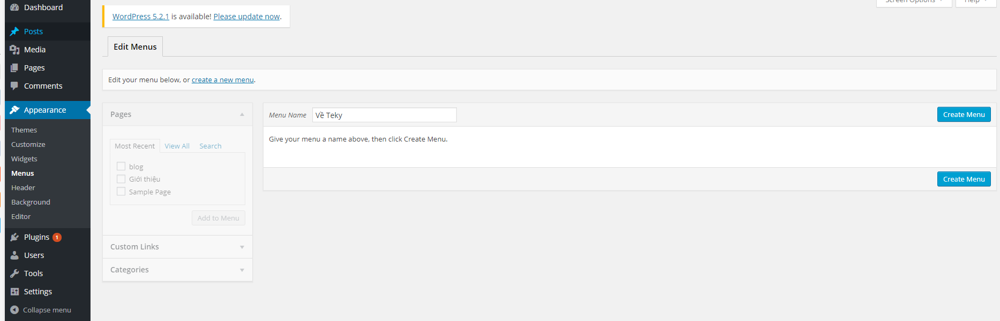 Dashboard
Posts
Media
Pages
Comments
Appearance
Themes
Customize
Widgets
Menus
Header
Background
Editor
Plugins 1
Users
Tools
Settings
Collapse menu
Screen Options
Help
WordPress 5.2.1 is available! Please update now.
Edit Menus
Edit your menu below, or create a new menu.
Pages
Most Recent View All Search
blog
Giới thiệu
Sample Page
Add to Menu
Custom Links
Categories
Menu Name Về Teky Create Menu
Give your menu a name above, then click Create Menu.
Create Menu